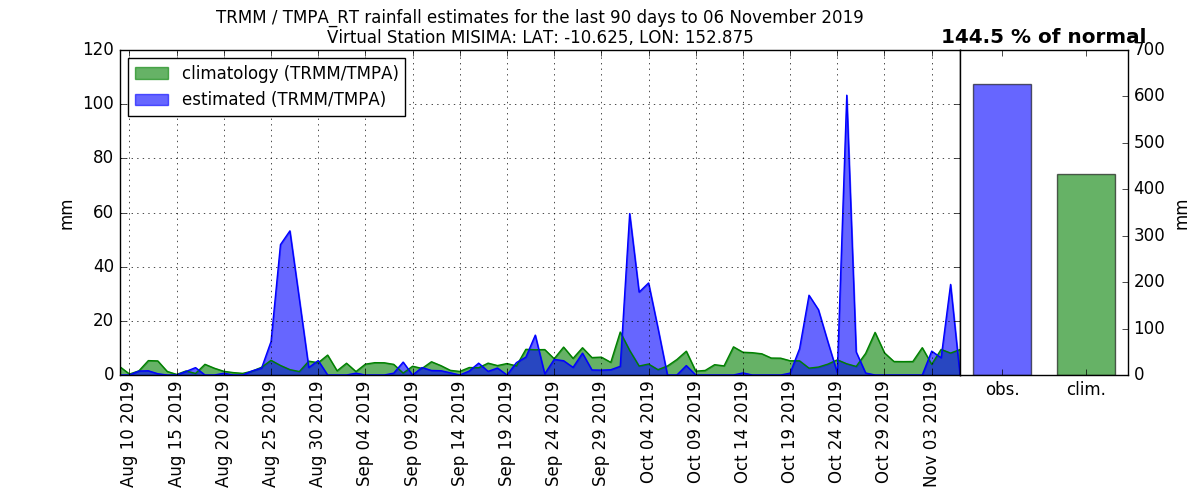 TRMM / TMPA_RT rainfall estimates for the last 90 days to 06 November 2019
Virtual Station MISIMA: LAT: -10.625, LON: 152.875
144.5 % of normal
climatology (TRMM/TMPA)
estimated (TRMM/TMPA)
mm
120
100
80
60
40
20
0
Aug 10 2019
Aug 15 2019
Aug 20 2019
Aug 25 2019
Aug 30 2019
Sep 04 2019
Sep 09 2019
Sep 14 2019
Sep 19 2019
Sep 24 2019
Sep 29 2019
Oct 04 2019
Oct 09 2019
Oct 14 2019
Oct 19 2019
Oct 24 2019
Oct 29 2019
Nov 03 2019
700
600
500
400
300
200
100
0
mm
obs.
clim.